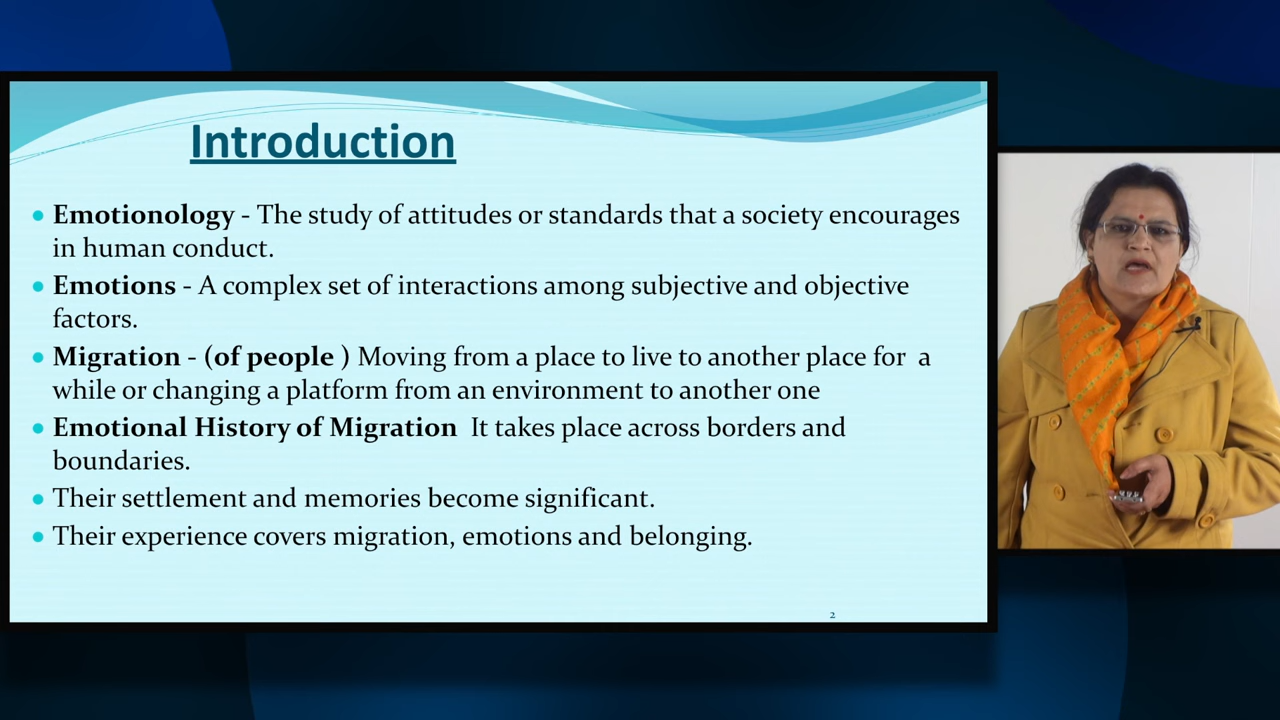 Introduction
Emotionology - The study of attitudes or standards that a society encourages
in human conduct.
Emotions - A complex set of interactions among subjective and objective
factors.
Migration - (of people ) Moving from a place to live to another place for a
while or changing a platform from an environment to another one
Emotional History of Migration It takes place across borders and
boundaries.
Their settlement and memories become significant.
Their experience covers migration, emotions and belonging.
2